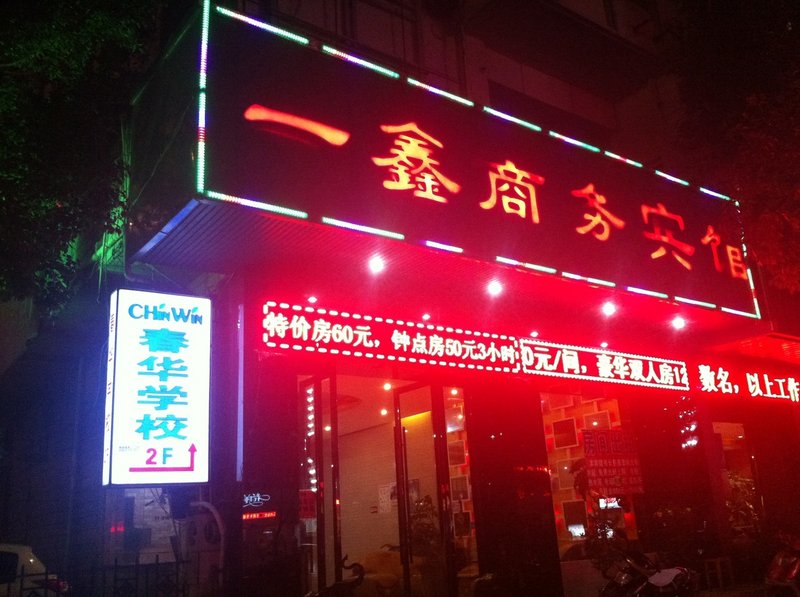 一鑫商务宾馆
特价房60元，钟点房50元3小时
0元/间，豪华双人房12
数名，以上工作
CHINWIN
春华学校
2F